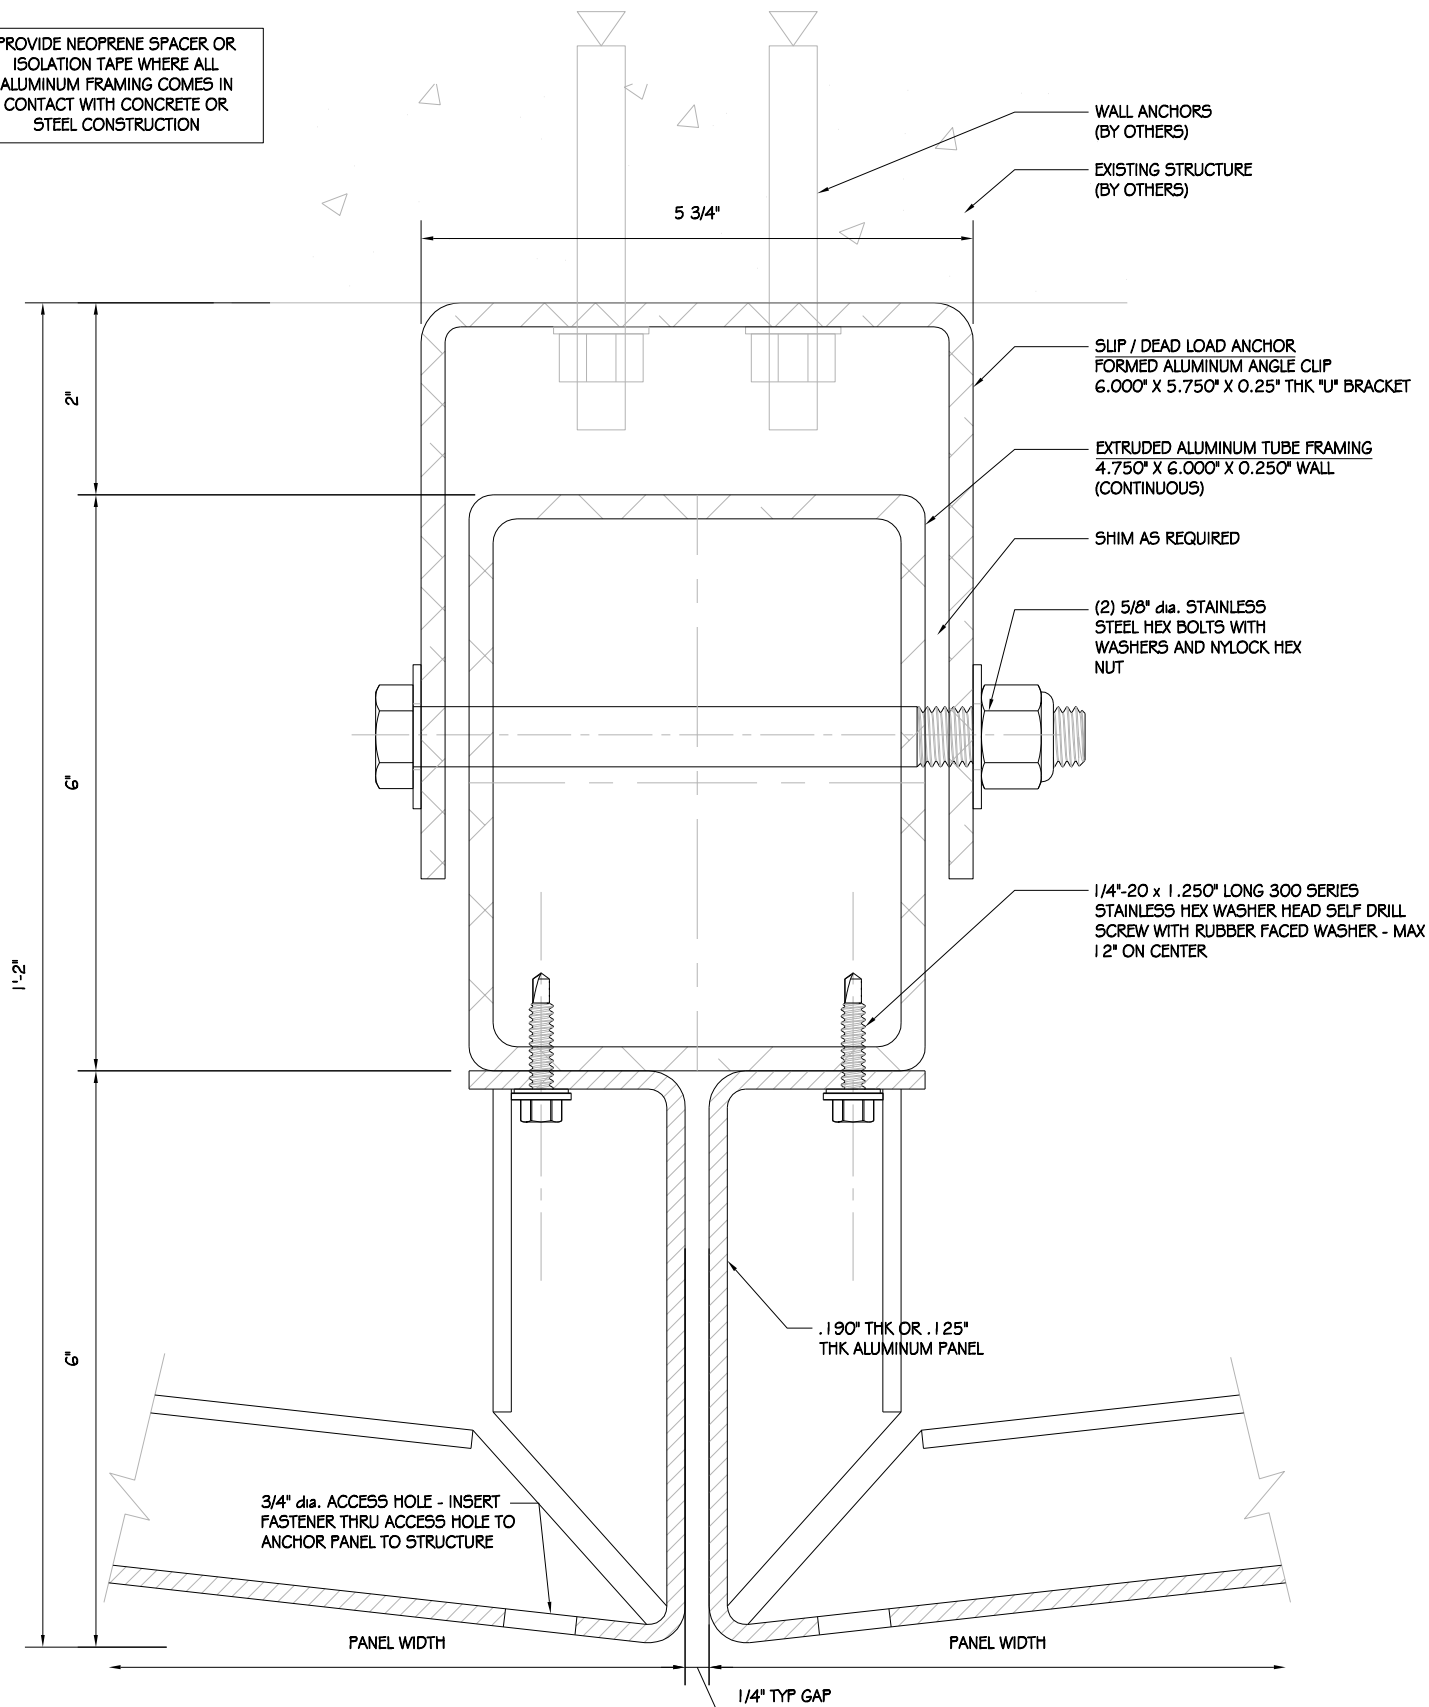 PROVIDE NEOPRENE SPACER OR
ISOLATION TAPE WHERE ALL
ALUMINUM FRAMING COMES IN
CONTACT WITH CONCRETE OR
STEEL CONSTRUCTION
WALL ANCHORS
(BY OTHERS)
EXISTING STRUCTURE
(BY OTHERS)
5 3/4"
SLIP / DEAD LOAD ANCHOR
FORMED ALUMINUM ANGLE CLIP
6.000" X 5.750" X 0.25" THK "U" BRACKET
2"
EXTRUDED ALUMINUM TUBE FRAMING
4.750" X 6.000" X 0.250" WALL
(CONTINUOUS)
SHIM AS REQUIRED
(2) 5/8" dia. STAINLESS
STEEL HEX BOLTS WITH
WASHERS AND NYLOCK HEX
NUT
6"
1/4"-20 x 1.250" LONG 300 SERIES
STAINLESS HEX WASHER HEAD SELF DRILL
SCREW WITH RUBBER FACED WASHER - MAX
12" ON CENTER
1'-2"
.190" THK OR .125"
THK ALUMINUM PANEL
6"
3/4" dia. ACCESS HOLE - INSERT
FASTENER THRU ACCESS HOLE TO
ANCHOR PANEL TO STRUCTURE
PANEL WIDTH
PANEL WIDTH
1/4" TYP GAP